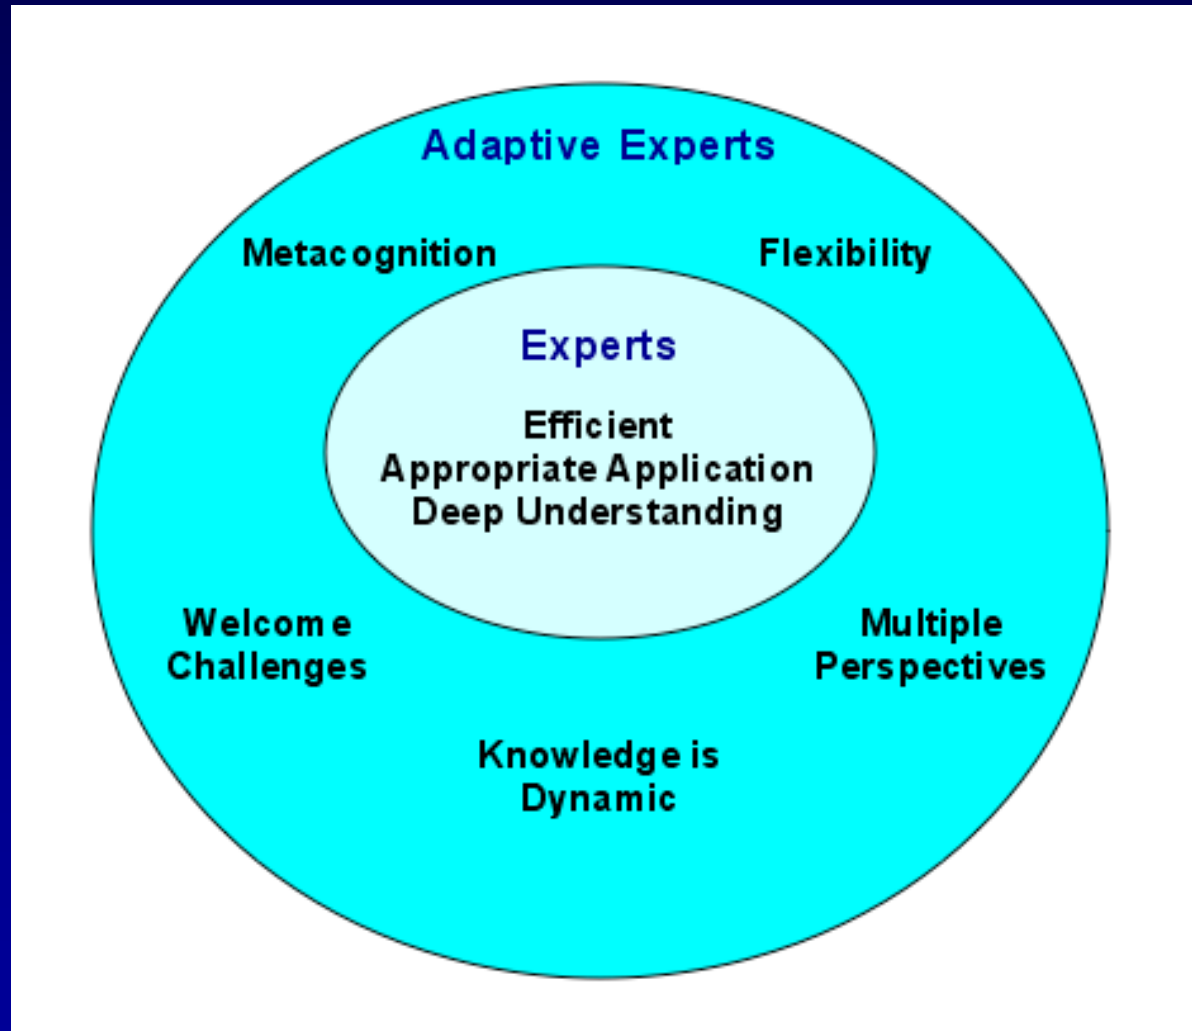 Adaptive Experts
Metacognition
Flexibility
Experts
Efficient
Appropriate Application
Deep Understanding
Welcome
Challenges
Multiple
Perspectives
Knowledge is
Dynamic